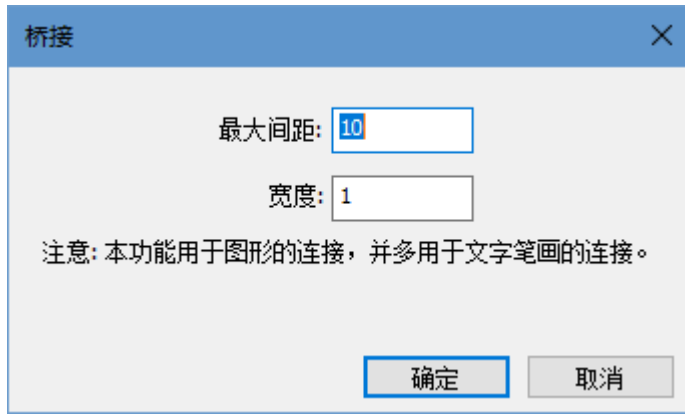 桥接
最大间距: 10
宽度: 1
注意: 本功能用于图形的连接，并多用于文字笔画的连接。
确定 取消